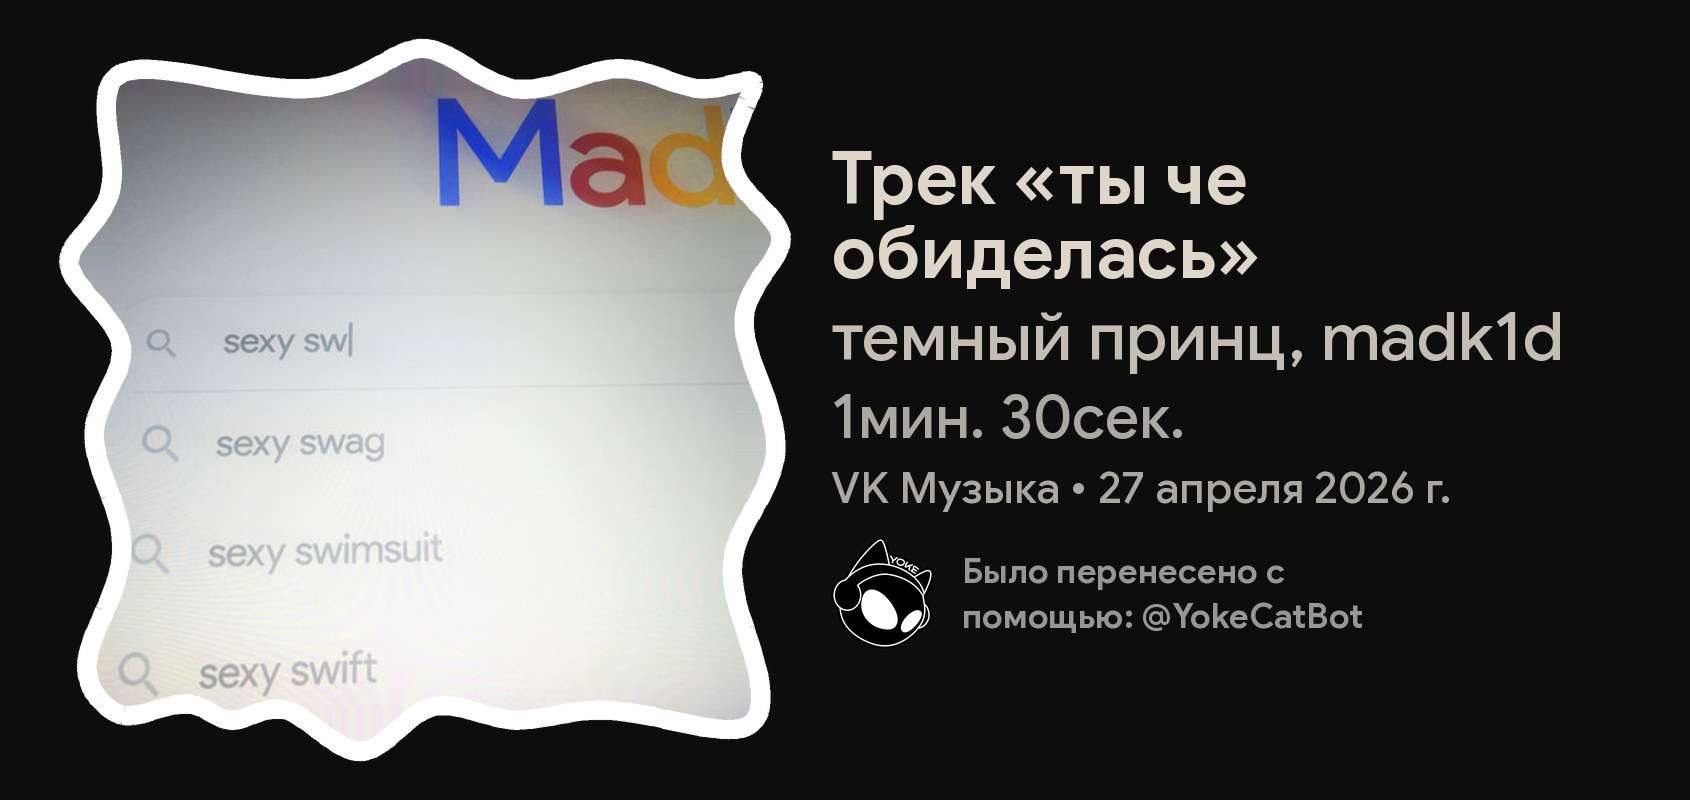 Mad
sexy sw
sexy swag
sexy swimsuit
sexy swift
Трек «ты че
обиделась»
темный принц, madk1d
1мин. 30сек.
VK Музыка • 27 апреля 2026 г.
YOKE
Было перенесено с
помощью: @YokeCatBot